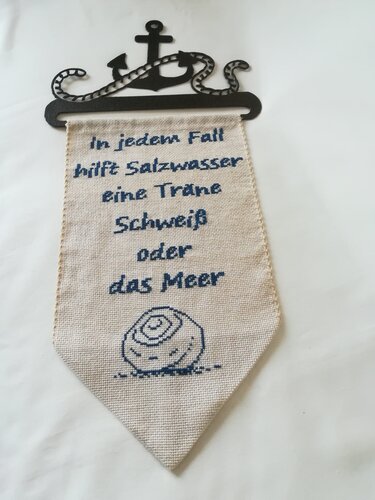 In jedem Fall
hilft Salzwasser
eine Träne
Schweiß
oder
das Meer